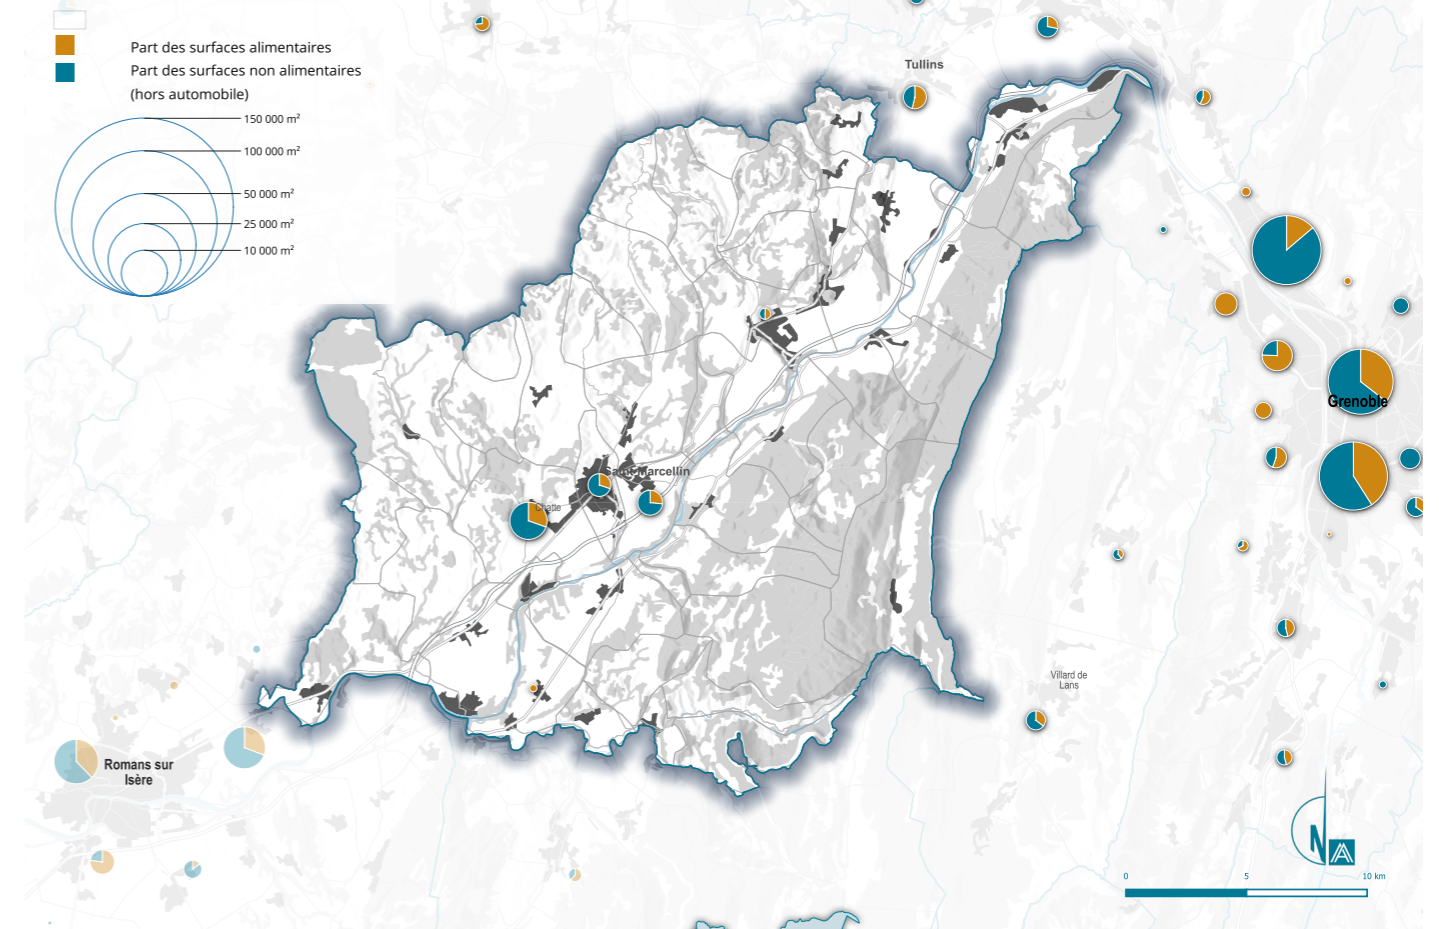 Part des surfaces alimentaires
Part des surfaces non alimentaires
(hors automobile)
150 000 m²
100 000 m²
50 000 m²
25 000 m²
10 000 m²
Tullins
Grenoble
Saint-Marcellin
Chatte
Villard de
Lans
Romans sur
Isère
N
0 5 10 km